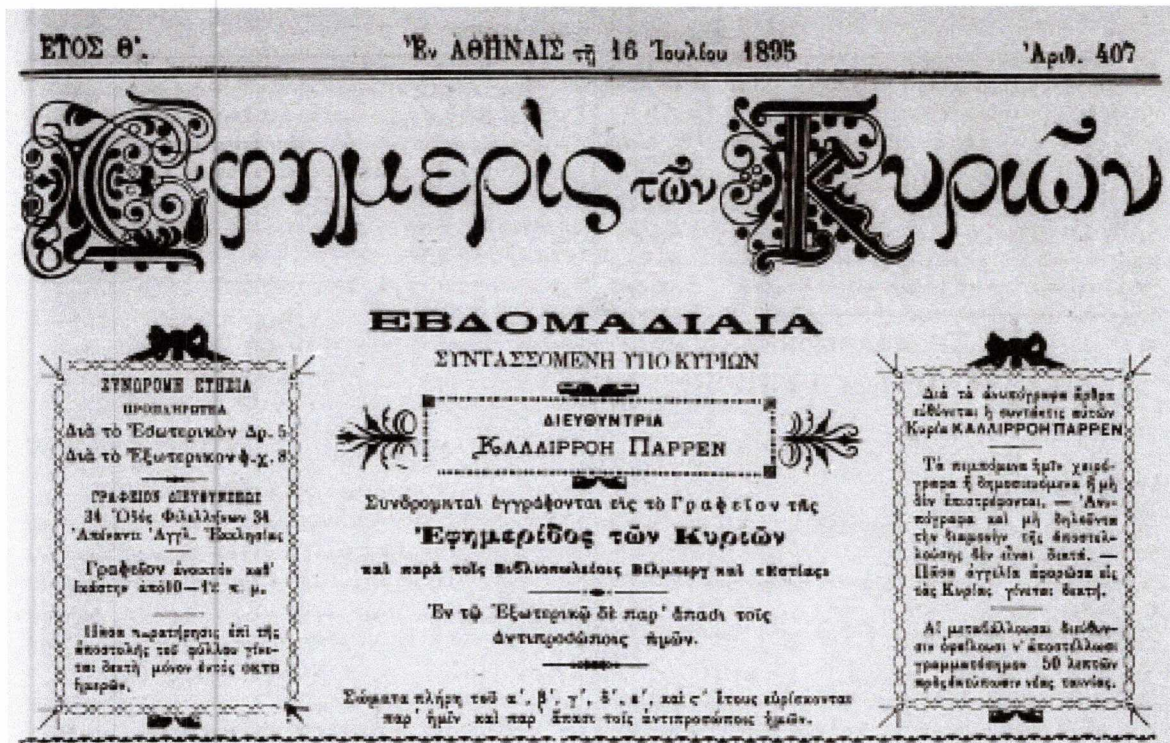 ΕΤΟΣ Θ'.
Ἐν ΑΘΗΝΑΙΣ τῇ 16 Ἰουλίου 1895
Ἀριθ. 407
Ἐφημερὶς τῶν Κυριῶν
ΕΒΔΟΜΑΔΙΑΙΑ
ΣΥΝΤΑΣΣΟΜΕΝΗ ΥΠΟ ΚΥΡΙΩΝ
ΣΥΝΔΡΟΜΗ ΕΤΗΣΙΑ
ΠΡΟΠΛΗΡΩΤΕΑ
Διὰ τὸ Ἐσωτερικὸν Δρ. 5
Διὰ τὸ Ἐξωτερικον φ.χ. 8
ΓΡΑΦΕΙΟΝ ΔΙΕΥΘΥΝΣΕΩΣ
34 Ὁδὸς Φιλελλήνων 34
Ἀπέναντι Ἀγγλ. Ἐκκλησίας
Γραφεῖον ἀνοικτὸν καθ'
ἑκάστην ἀπὸ 10—12 π. μ.
Πᾶσα παρατήρησις ἐπὶ τῆς
ἀποστολῆς τοῦ φύλλου γίνε-
ται δεκτὴ μόνον ἐντὸς ΟΚΤΩ
ἡμερῶν.
ΔΙΕΥΘΥΝΤΡΙΑ
ΚΑΛΛΙΡΡΟΗ ΠΑΡΡΕΝ
Συνδρομηταὶ ἐγγράφονται εἰς τὸ Γραφεῖον τῆς
Ἐφημερίδος τῶν Κυριῶν
καὶ παρὰ τοῖς Βιβλιοπωλείοις Βίλμπεργ καὶ «Ἑστίας»
Ἐν τῷ Ἐξωτερικῷ δὲ παρ' ἅπασι τοῖς
ἀντιπροσώποις ἡμῶν.
Σώματα πλήρη τοῦ α', β', γ', δ', ε', καὶ ς' ἔτους εὑρίσκονται
παρ' ἡμῖν καὶ παρ' ἅπασι τοῖς ἀντιπροσώποις ἡμῶν.
Διὰ τὰ ἀνυπόγραφα ἄρθρα
εὐθύνεται ἡ συντάκτις αὐτῶν
Κυρία ΚΑΛΛΙΡΡΟΗ ΠΑΡΡΕΝ
Τὰ πεμπόμενα ἡμῖν χειρό-
γραφα ἢ δημοσιευόμενα ἢ μὴ
δὲν ἐπιστρέφονται. — Ἀνυ-
πόγραφα καὶ μὴ δηλοῦντα
τὴν διαμονὴν τῆς ἀποστελ-
λούσης δὲν εἶναι δεκτά. —
Πᾶσα ἀγγελία ἀφορῶσα εἰς
τὰς Κυρίας γίνεται δεκτή.
Αἱ μεταβάλλουσαι διεύθυν-
σιν ὀφείλουσι ν' ἀποστέλλωσι
γραμματόσημον 50 λεπτῶν
πρὸς ἐκτύπωσιν νέας ταινίας.